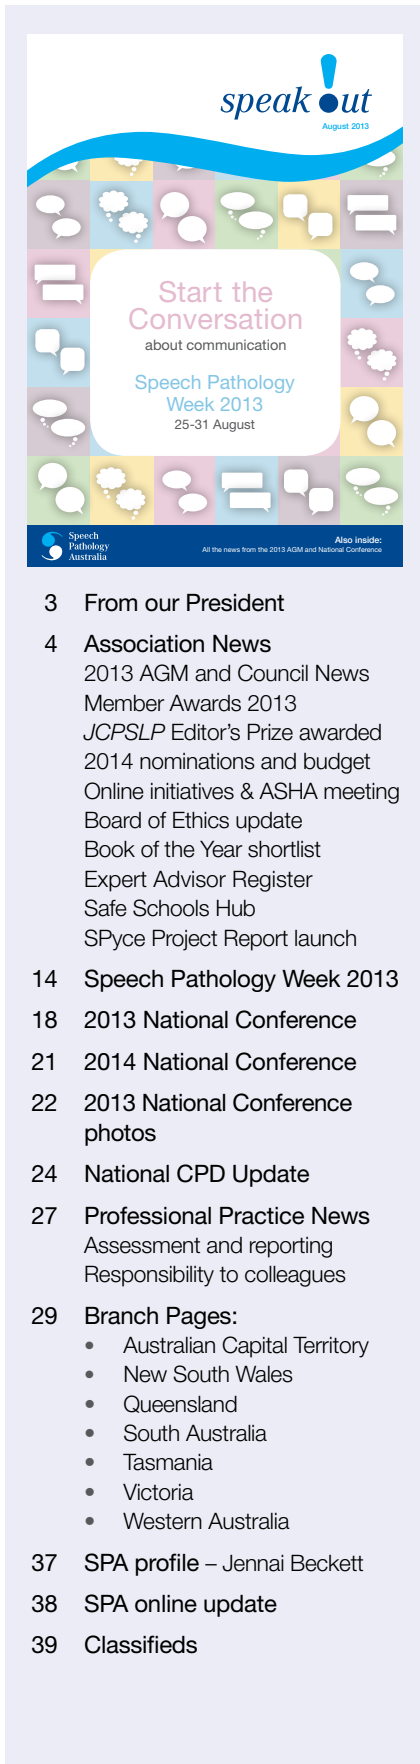 speak out
August 2013
Start the
Conversation
about communication
Speech Pathology
Week 2013
25-31 August
Speech
Pathology
Australia
Also inside:
All the news from the 2013 AGM and National Conference
3 From our President
4 Association News
2013 AGM and Council News
Member Awards 2013
JCPSLP Editor’s Prize awarded
2014 nominations and budget
Online initiatives & ASHA meeting
Board of Ethics update
Book of the Year shortlist
Expert Advisor Register
Safe Schools Hub
SPyce Project Report launch
14 Speech Pathology Week 2013
18 2013 National Conference
21 2014 National Conference
22 2013 National Conference
photos
24 National CPD Update
27 Professional Practice News
Assessment and reporting
Responsibility to colleagues
29 Branch Pages:
• Australian Capital Territory
• New South Wales
• Queensland
• South Australia
• Tasmania
• Victoria
• Western Australia
37 SPA profile – Jennai Beckett
38 SPA online update
39 Classifieds